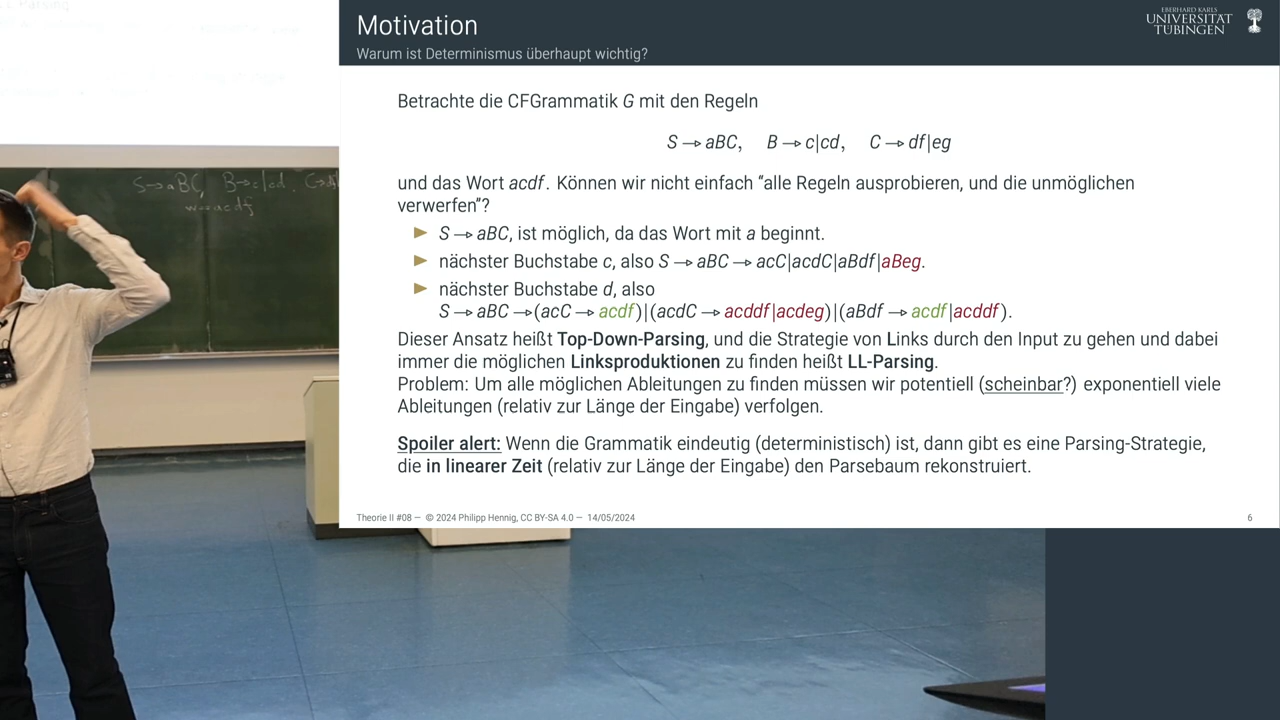 Motivation
Warum ist Determinismus überhaupt wichtig?
EBERHARD KARLS
UNIVERSITÄT
TÜBINGEN
Betrachte die CFGrammatik G mit den Regeln
S → aBC, B → c|cd, C → df|eg
und das Wort acdf. Können wir nicht einfach “alle Regeln ausprobieren, und die unmöglichen
verwerfen”?
► S → aBC, ist möglich, da das Wort mit a beginnt.
► nächster Buchstabe c, also S → aBC → acC|acdC|aBdf|aBeg.
► nächster Buchstabe d, also
S → aBC → (acC → acdf)|(acdC → acddf|acdeg)|(aBdf → acdf|acddf).
Dieser Ansatz heißt Top-Down-Parsing, und die Strategie von Links durch den Input zu gehen und dabei
immer die möglichen Linksproduktionen zu finden heißt LL-Parsing.
Problem: Um alle möglichen Ableitungen zu finden müssen wir potentiell (scheinbar?) exponentiell viele
Ableitungen (relativ zur Länge der Eingabe) verfolgen.
Spoiler alert: Wenn die Grammatik eindeutig (deterministisch) ist, dann gibt es eine Parsing-Strategie,
die in linearer Zeit (relativ zur Länge der Eingabe) den Parsebaum rekonstruiert.
Theorie II #08 — © 2024 Philipp Hennig, CC BY-SA 4.0 — 14/05/2024
6
S→aBC, B→c|cd, C→d
w=acdf